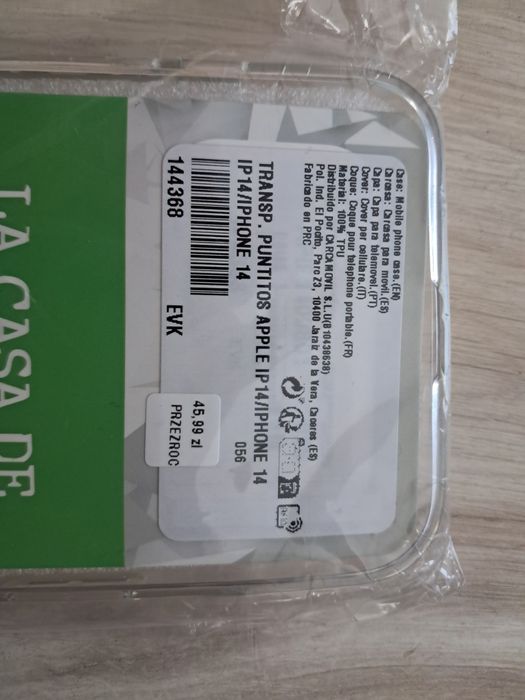 Case: Mobile phone case.(EN)
Carcasa: Carcasa para movil.(ES)
Capa: Capa para telemovel.(PT)
Cover: Cover per cellulare.(IT)
Coque: Coque pour telephone portable.(FR)
Material: 100% TPU
Distribuido por CARCAMOVIL S.L.U(B10438638)
Pol. Ind. El Pocito, Parc Z3, 10400 Jaraiz de la Vera, Caceres (ES)
Fabricado en PRC
TRANSP. PUNTITOS APPLE IP14/IPHONE 14
IP14/IPHONE 14
056
144368
EVK
45,99 zł
PRZEZROC
LA CASA DE